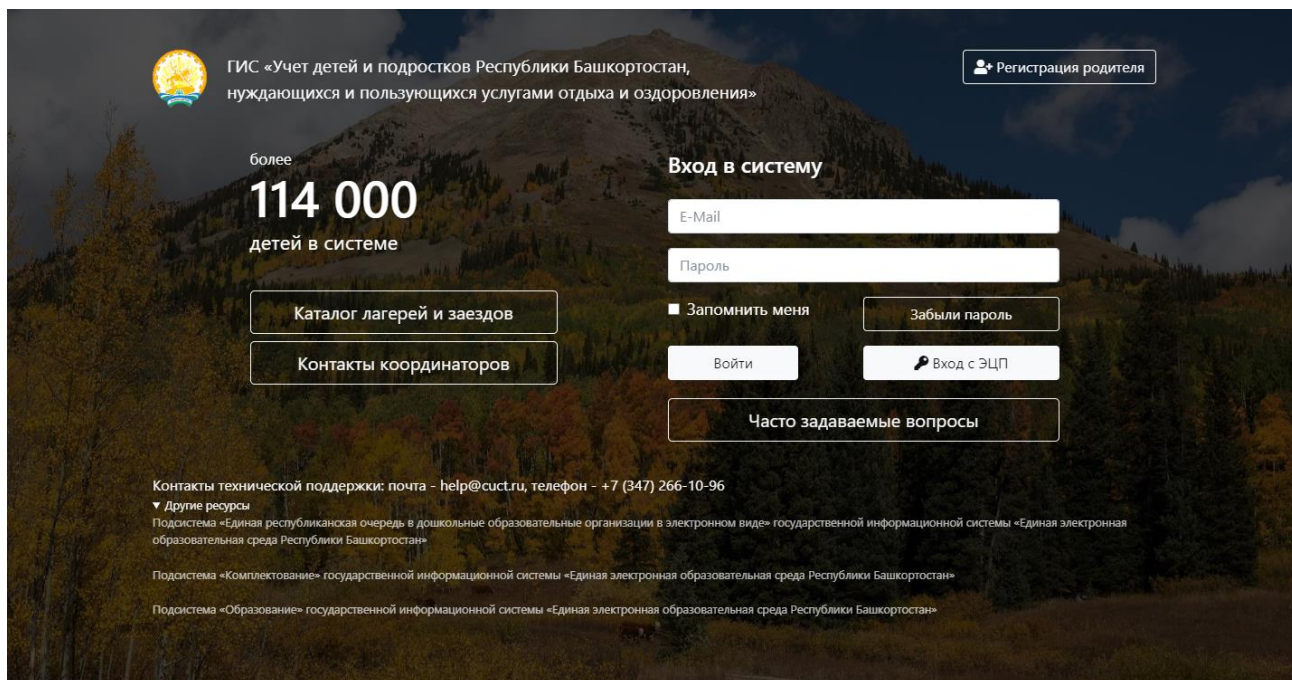 ГИС «Учет детей и подростков Республики Башкортостан,
нуждающихся и пользующихся услугами отдыха и оздоровления»
Регистрация родителя
более
114 000
детей в системе
Каталог лагерей и заездов
Контакты координаторов
Вход в систему
E-Mail
Пароль
Запомнить меня
Забыли пароль
Войти
Вход с ЭЦП
Часто задаваемые вопросы
Контакты технической поддержки: почта - help@cuct.ru, телефон - +7 (347) 266-10-96
▼ Другие ресурсы
Подсистема «Единая республиканская очередь в дошкольные образовательные организации в электронном виде» государственной информационной системы «Единая электронная
образовательная среда Республики Башкортостан»
Подсистема «Комплектование» государственной информационной системы «Единая электронная образовательная среда Республики Башкортостан»
Подсистема «Образование» государственной информационной системы «Единая электронная образовательная среда Республики Башкортостан»